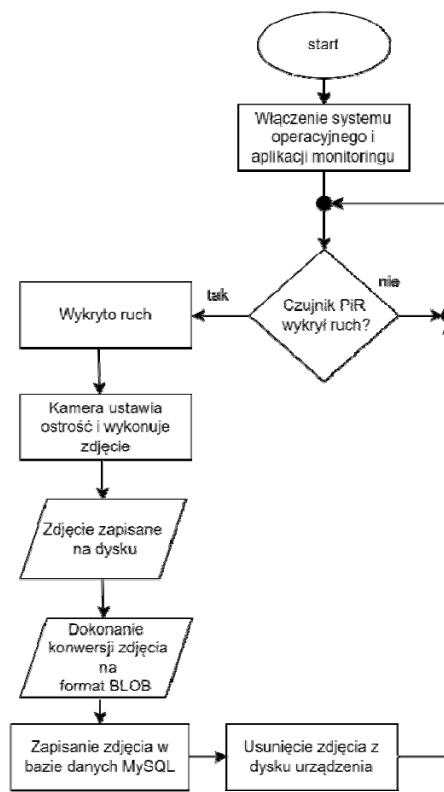 start
Włączenie systemu
operacyjnego i
aplikacji monitoringu
nie
tak
Czujnik PiR
wykrył ruch?
Wykryto ruch
Kamera ustawia
ostrość i wykonuje
zdjęcie
Zdjęcie zapisane
na dysku
Dokonanie
konwersji zdjęcia
na
format BLOB
Zapisanie zdjęcia w
bazie danych MySQL
Usunięcie zdjęcia z
dysku urządzenia